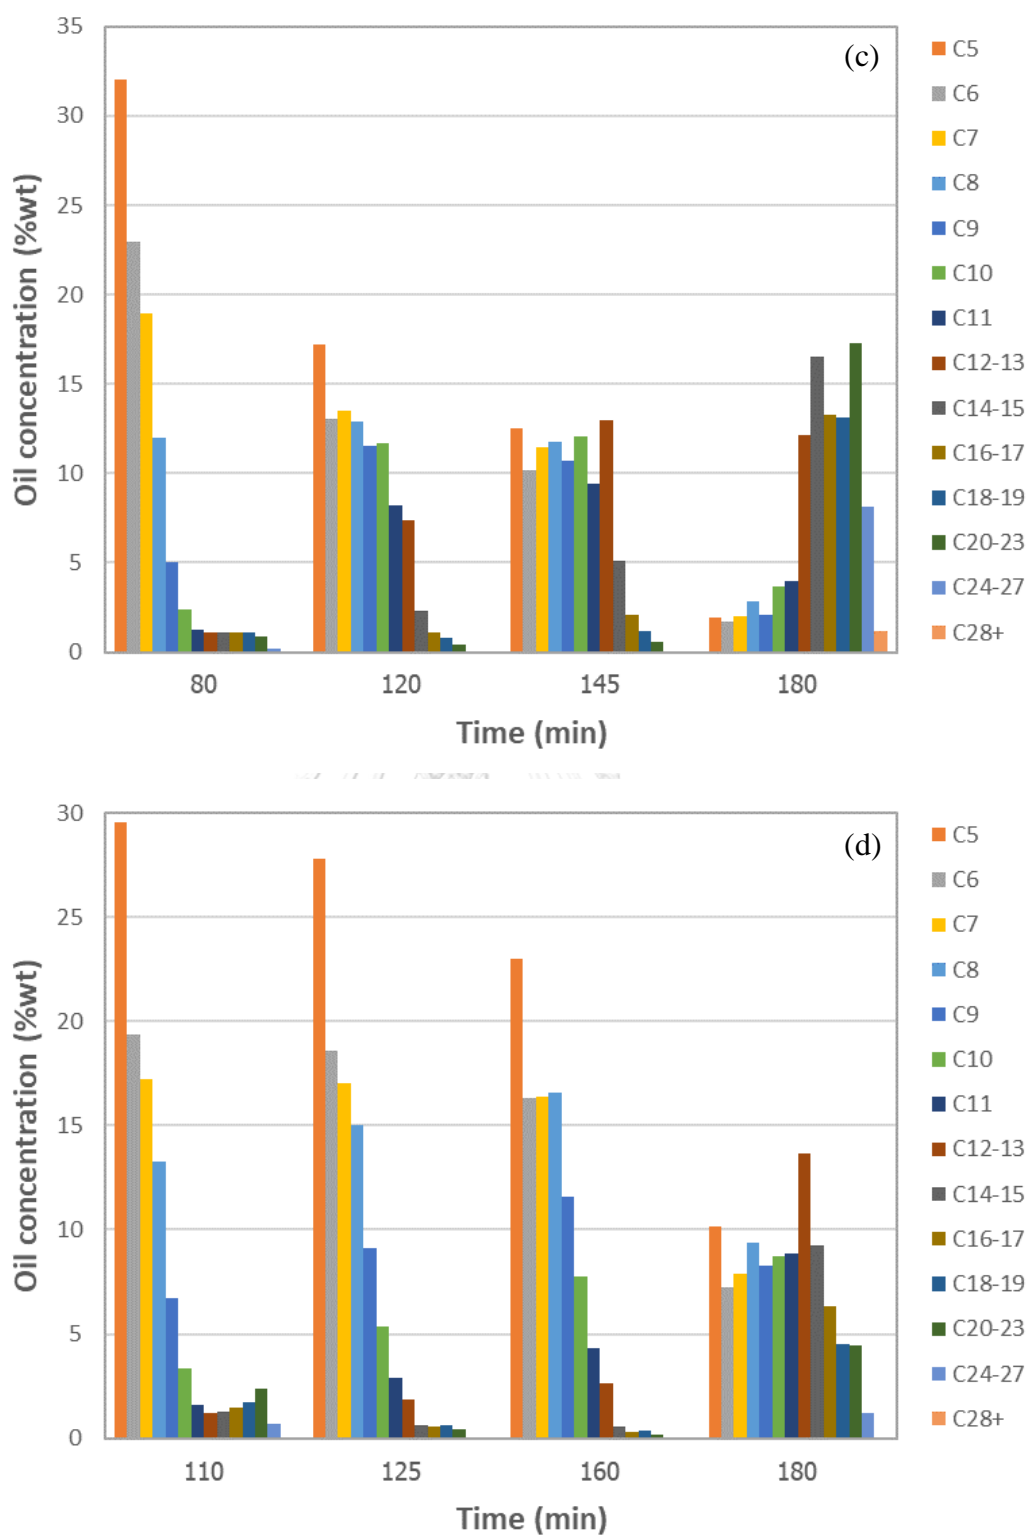 35
(c)
C5
30
C6
C7
25
C8
C9
20
C10
C11
15
C12-13
C14-15
10
C16-17
C18-19
5
C20-23
C24-27
0
C28+
Oil concentration (%wt)
80 120 145 180
Time (min)
30
(d)
C5
C6
25
C7
C8
20
C9
C10
15
C11
C12-13
10
C14-15
C16-17
5
C18-19
C20-23
C24-27
0
C28+
Oil concentration (%wt)
110 125 160 180
Time (min)